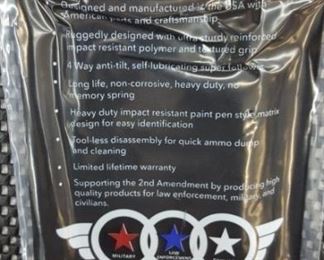 Designed and manufactured in the USA with
American parts and craftsmanship.
Ruggedly designed with ultra sturdy reinforced
impact resistant polymer and textured grip
• 4 Way anti-tilt, self-lubricating super follower
• Long life, non-corrosive, heavy duty, no
memory spring
Heavy duty impact resistant paint pen style matrix
design for easy identification
Tool-less disassembly for quick ammo dump
and cleaning
• Limited lifetime warranty
• Supporting the 2nd Amendment by producing high
quality products for law enforcement, military, and
civilians.
MILITARY
LAW
ENFORCEMENT